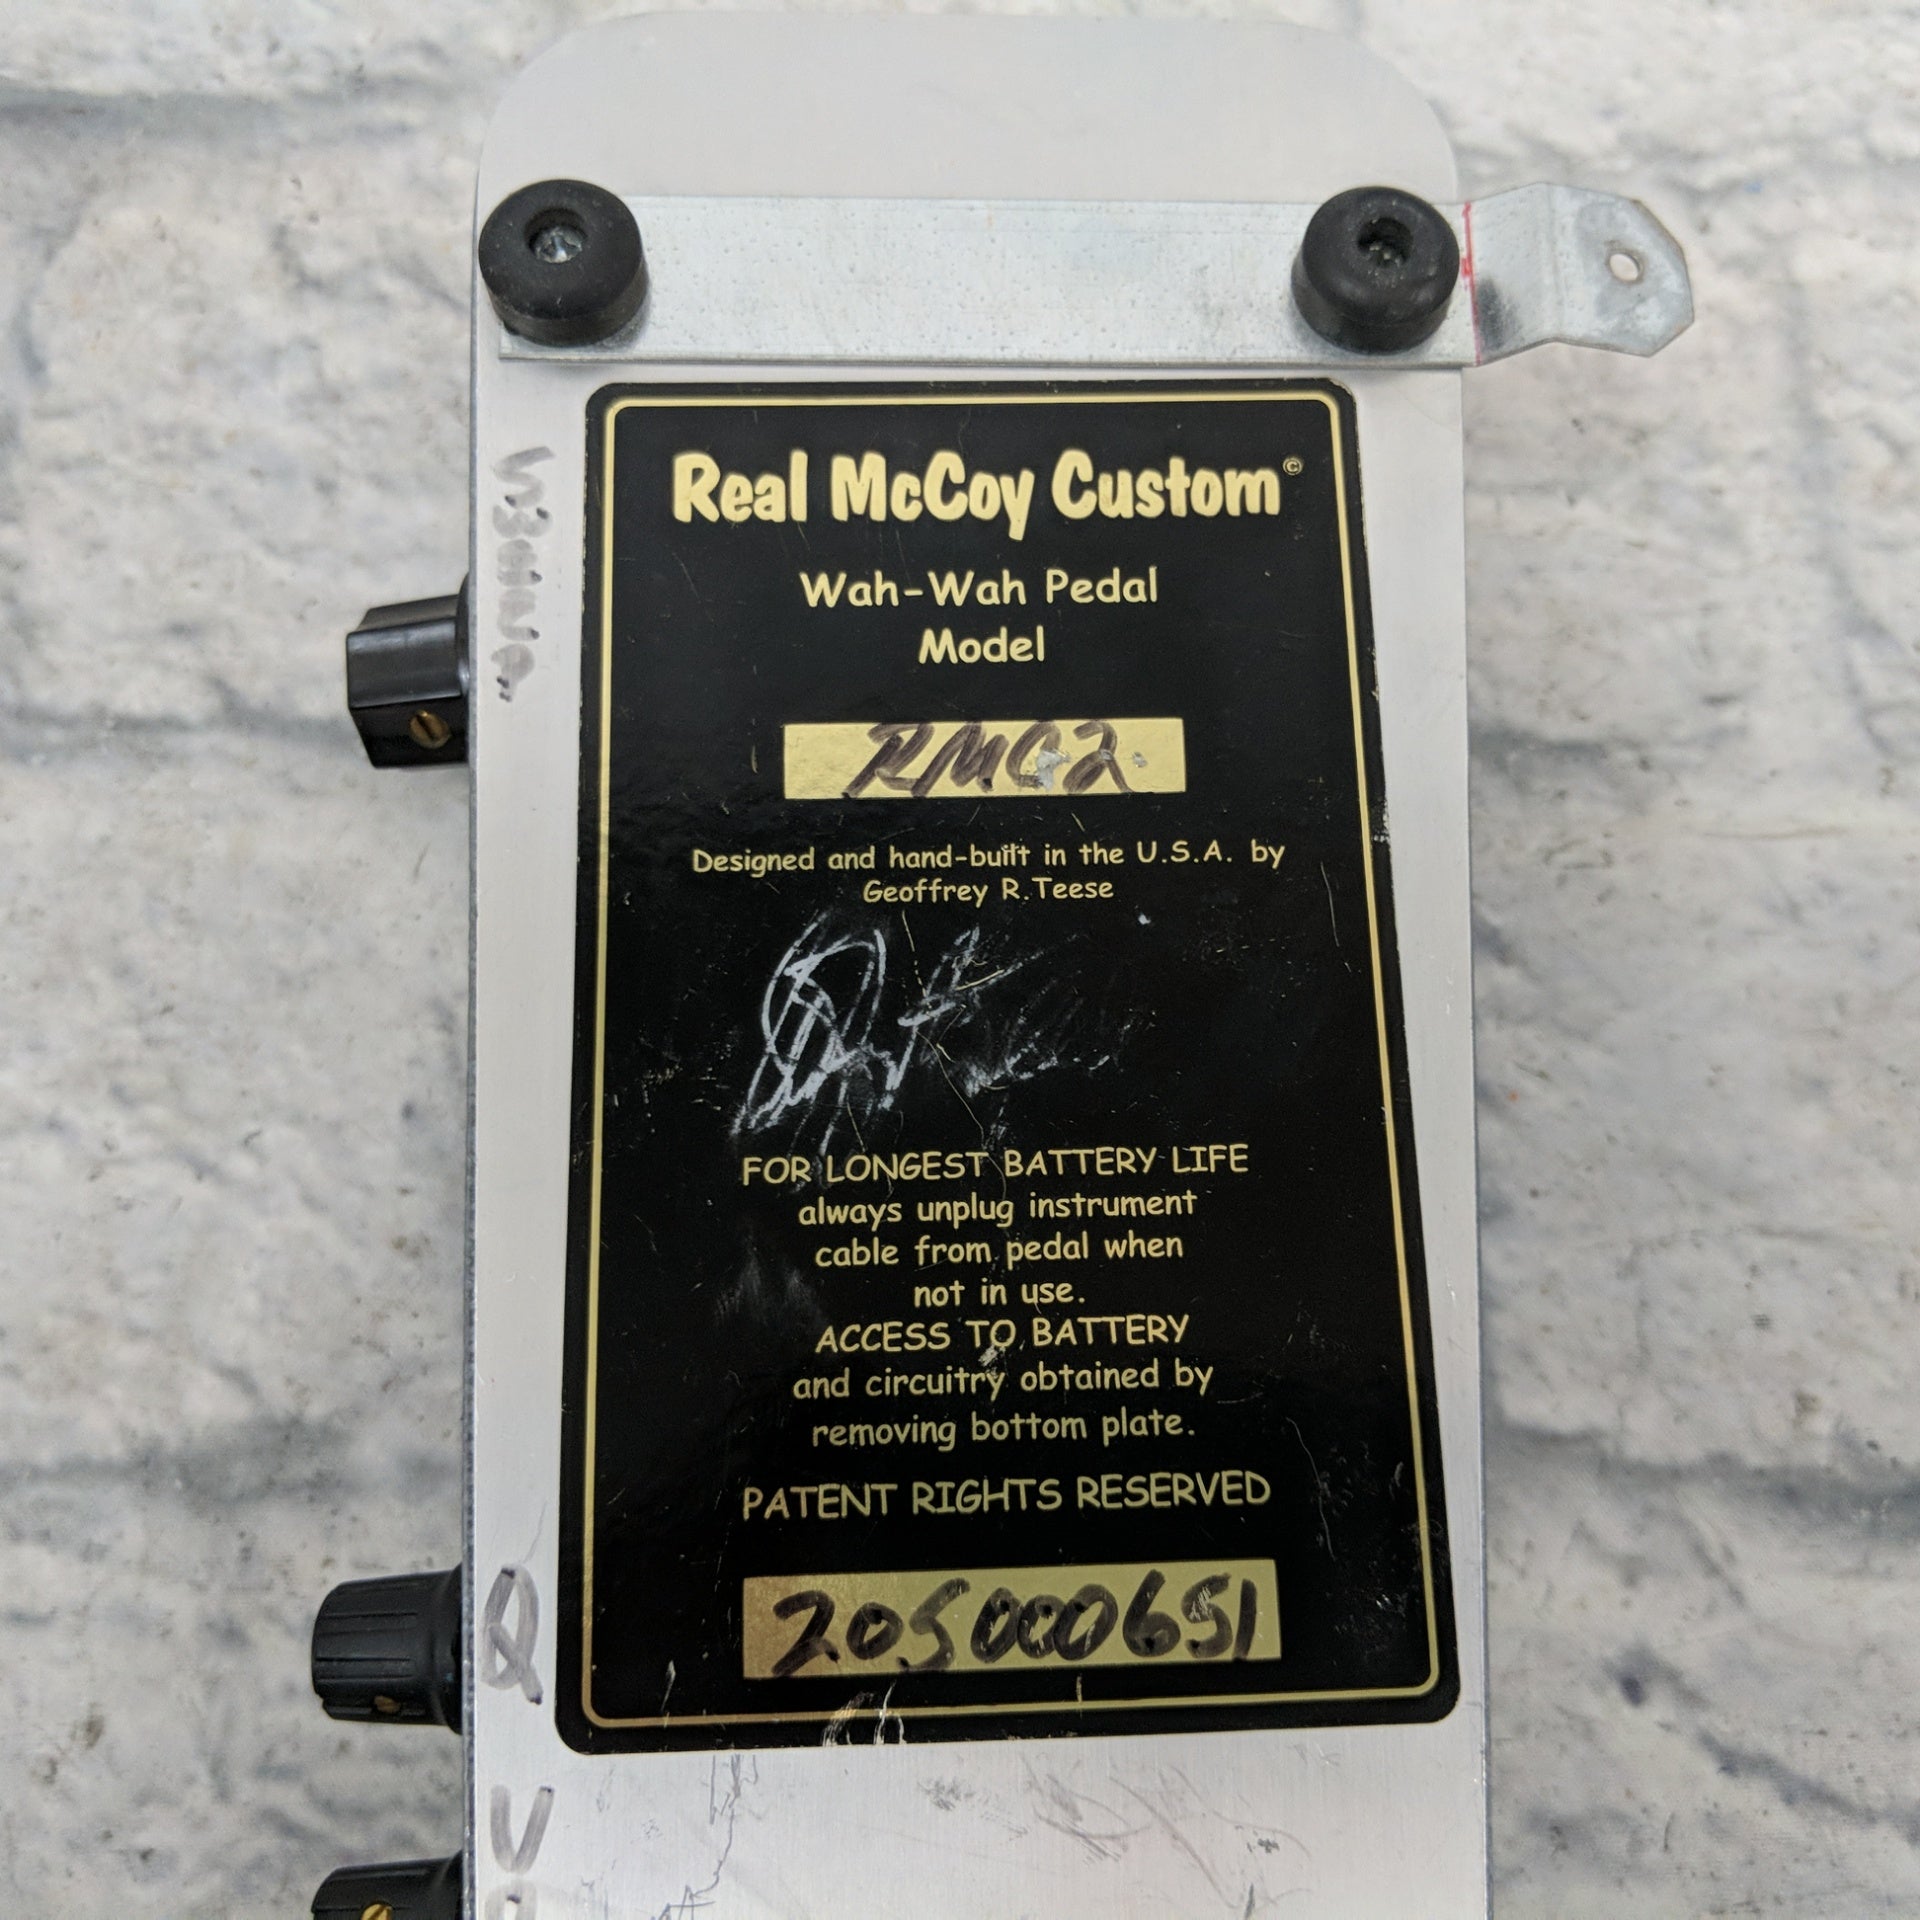 Real McCoy Custom©
Wah-Wah Pedal
Model
RMC2
Designed and hand-built in the U.S.A. by
Geoffrey R.Teese
FOR LONGEST BATTERY LIFE
always unplug instrument
cable from pedal when
not in use.
ACCESS TO BATTERY
and circuitry obtained by
removing bottom plate.
PATENT RIGHTS RESERVED
205000651
Q